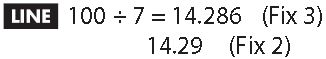 LINE 100 ÷ 7 = 14.286 (Fix 3)
14.29 (Fix 2)